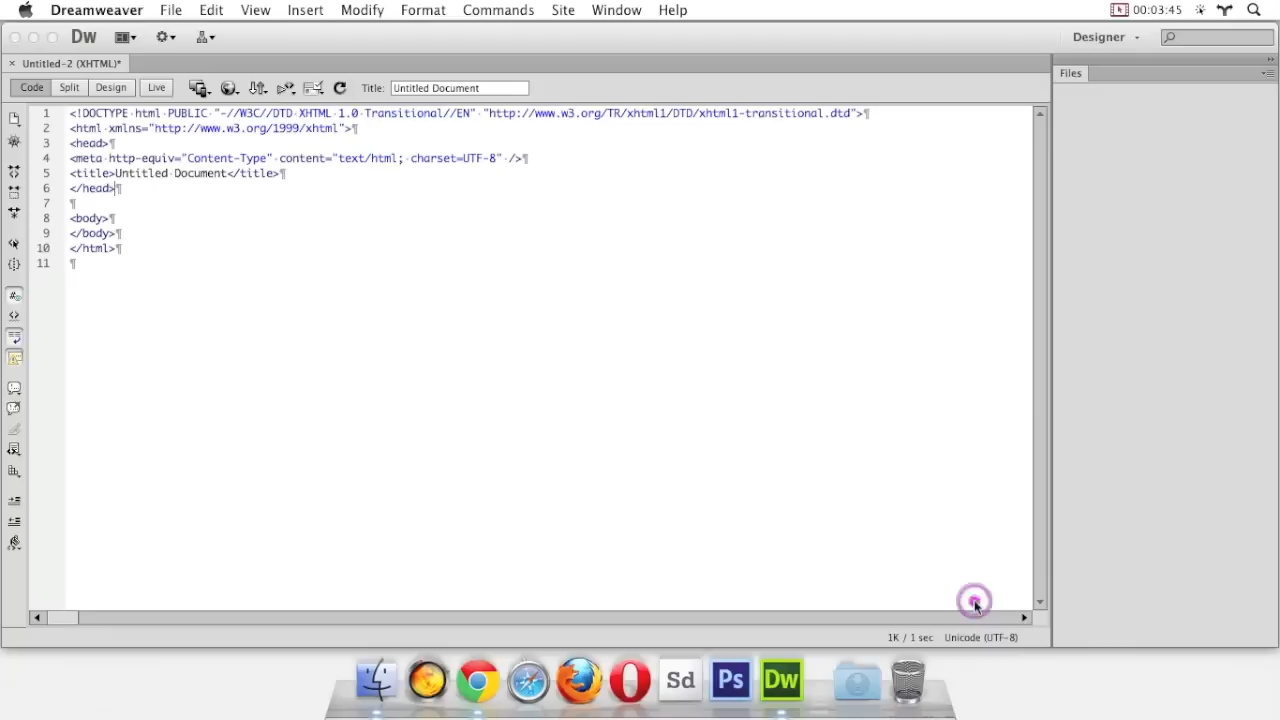 Dreamweaver File Edit View Insert Modify Format Commands Site Window Help 00:03:45
Dw Designer
× Untitled-2 (XHTML)* Files
Code Split Design Live Title: Untitled Document
1 <!DOCTYPE html PUBLIC "-//W3C//DTD XHTML 1.0 Transitional//EN" "http://www.w3.org/TR/xhtml1/DTD/xhtml1-transitional.dtd">¶
2 <html xmlns="http://www.w3.org/1999/xhtml">¶
3 <head>¶
4 <meta http-equiv="Content-Type" content="text/html; charset=UTF-8" />¶
5 <title>Untitled Document</title>¶
6 </head>¶
7 ¶
8 <body>¶
9 </body>¶
10 </html>¶
11 ¶
1K / 1 sec Unicode (UTF-8)
Sd Ps Dw